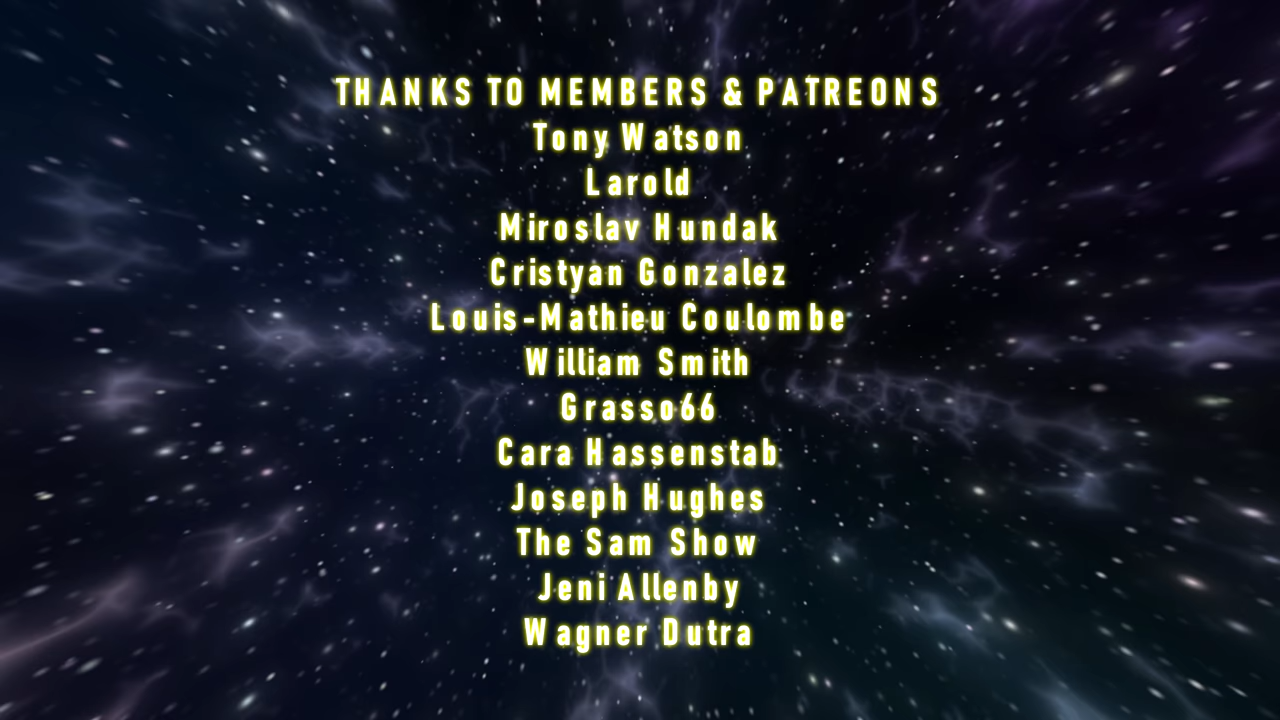 THANKS TO MEMBERS & PATREONS
Tony Watson
Larold
Miroslav Hundak
Cristyan Gonzalez
Louis-Mathieu Coulombe
William Smith
Grasso66
Cara Hassenstab
Joseph Hughes
The Sam Show
Jeni Allenby
Wagner Dutra